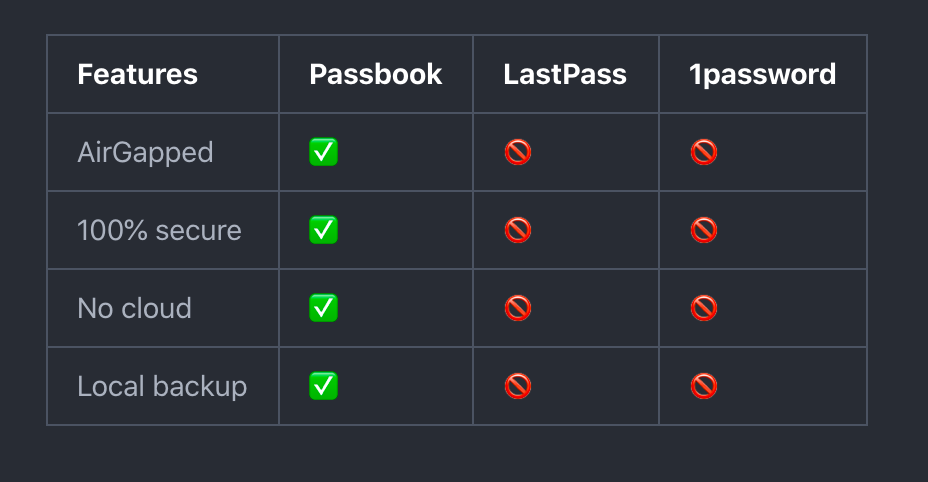 Features Passbook LastPass 1password
AirGapped ✅ 🚫 🚫
100% secure ✅ 🚫 🚫
No cloud ✅ 🚫 🚫
Local backup ✅ 🚫 🚫